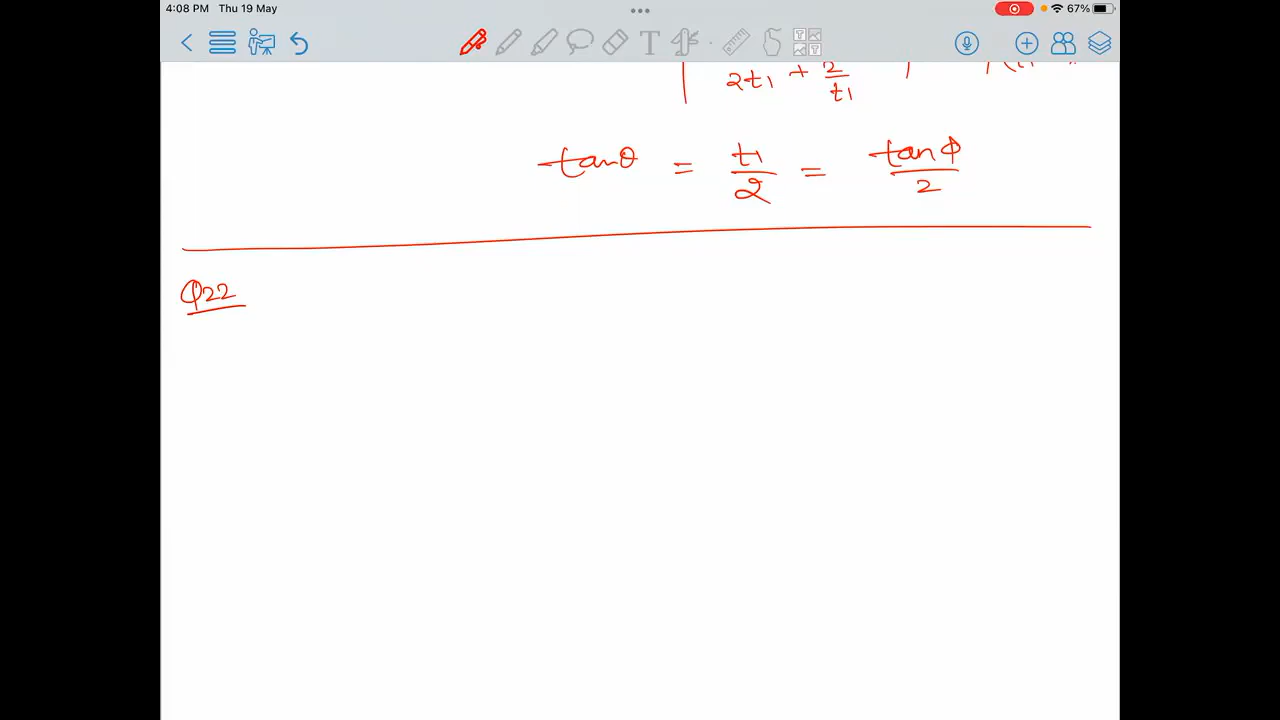 4:08 PM Thu 19 May
67%
T
2t₁ + 2/t₁
tanθ = t₁/2 = tanϕ/2
Q22